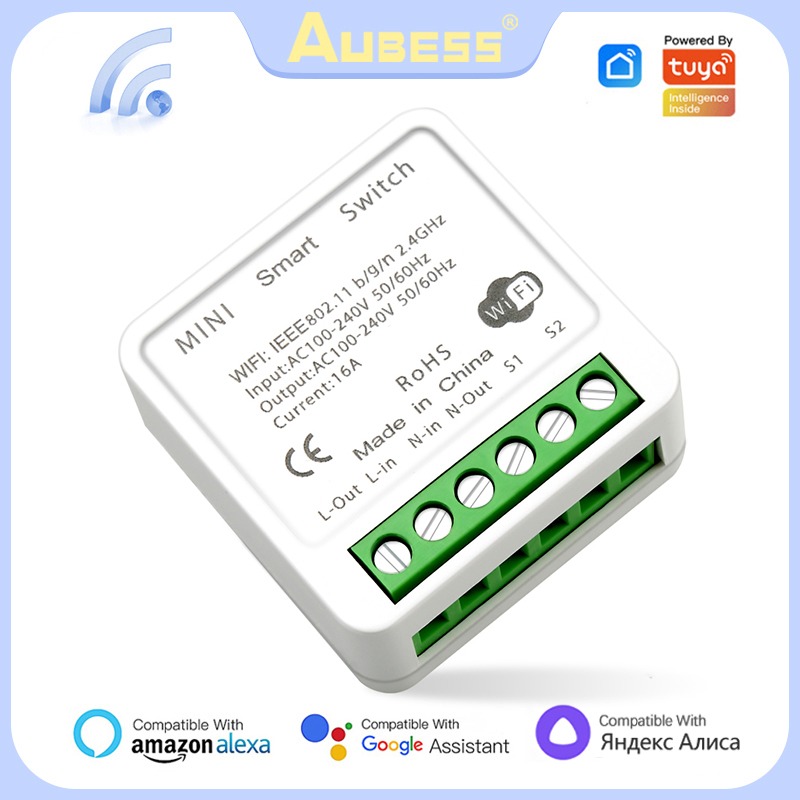 AUBESS®
Powered By
tuya
Intelligence
Inside
MINI Smart Switch
WIFI: IEEE802.11 b/g/n 2.4GHz
Input:AC100-240V 50/60Hz
Output:AC100-240V 50/60Hz
Current:16A
WiFi
CE RoHS
Made in China
L-Out L-in N-in N-Out S1 S2
Compatible With
amazon alexa
Compatible With
Google Assistant
Compatible With
Яндекс Алиса